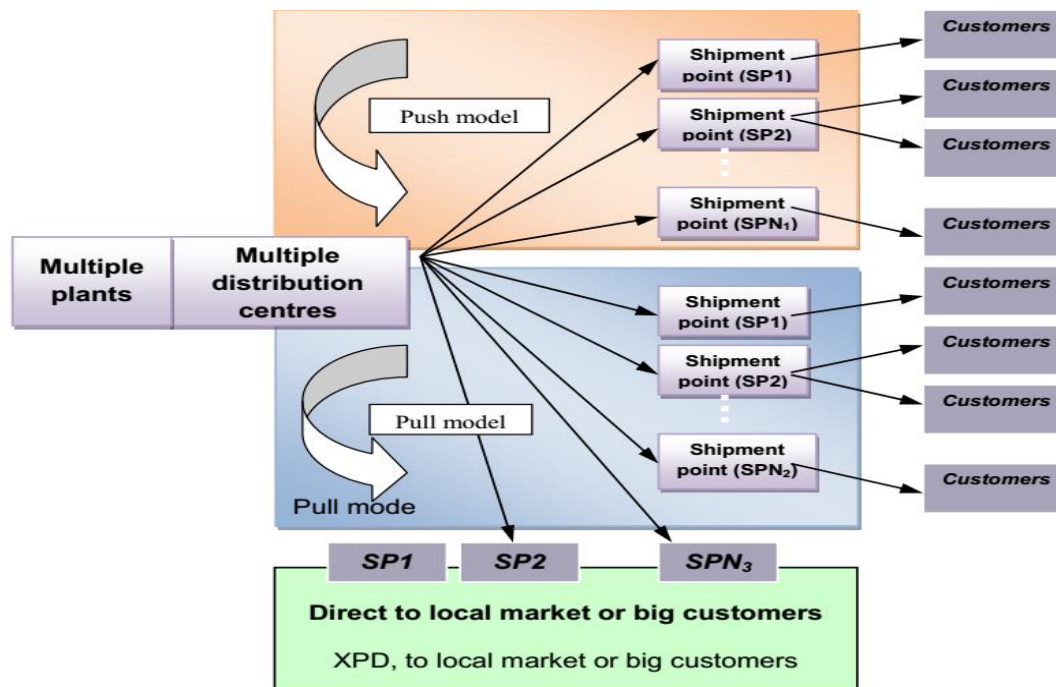 Shipment
point (SP1)
Customers
Push model
Shipment
point (SP2)
Customers
Customers
Shipment
point (SPN₁)
Customers
Multiple
plants
Multiple
distribution
centres
Shipment
point (SP1)
Customers
Shipment
point (SP2)
Customers
Customers
Pull model
Shipment
point (SPN₂)
Customers
Pull mode
SP1
SP2
SPN₃
Direct to local market or big customers
XPD, to local market or big customers